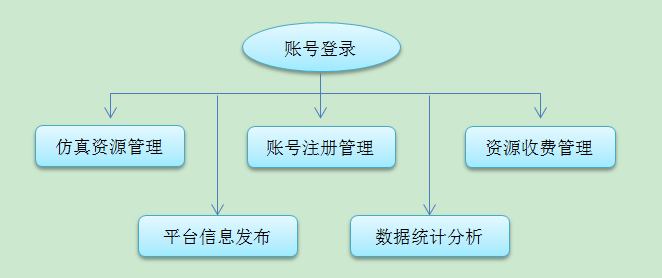 账号登录
仿真资源管理
账号注册管理
资源收费管理
平台信息发布
数据统计分析